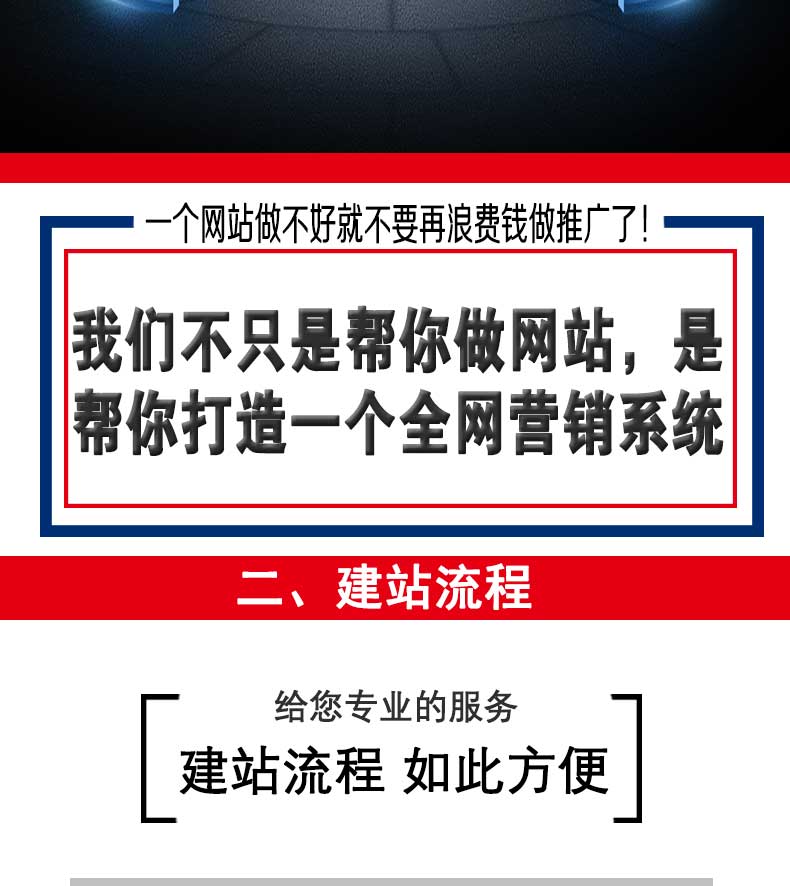 一个网站做不好就不要再浪费钱做推广了！
我们不只是帮你做网站，是
帮你打造一个全网营销系统
二、建站流程
给您专业的服务
建站流程 如此方便